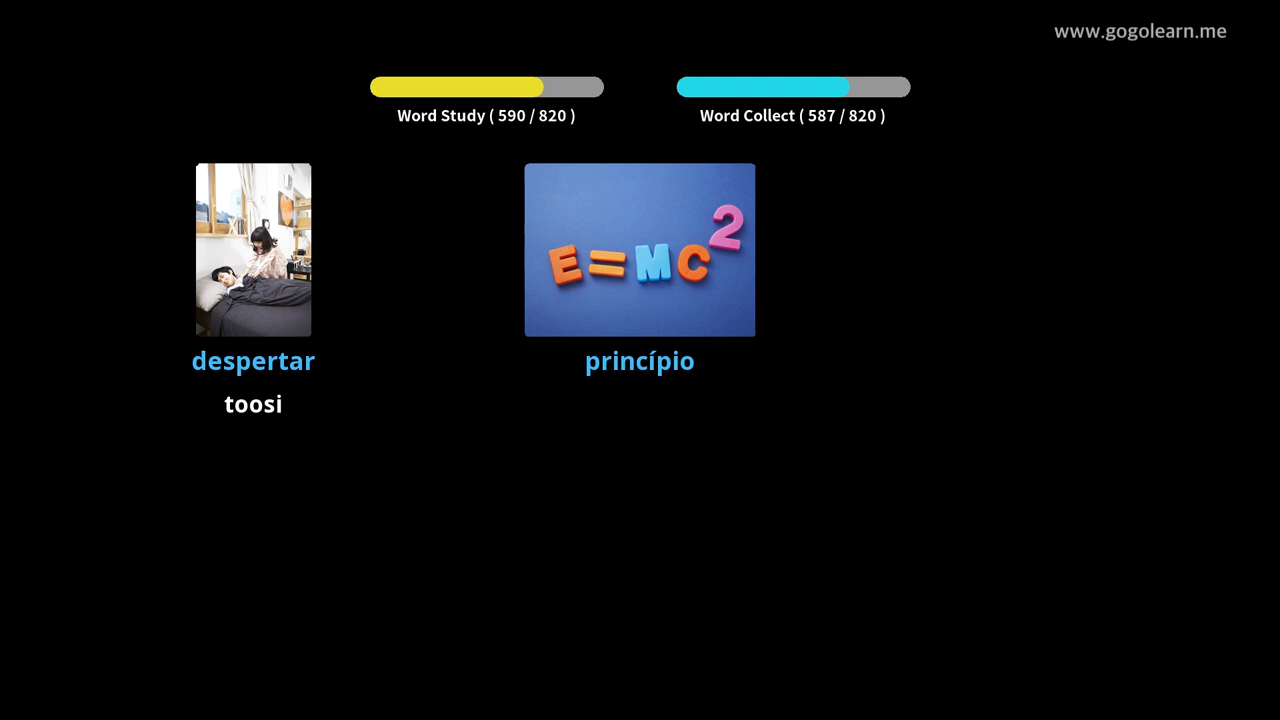 www.gogolearn.me
Word Study ( 590 / 820 )
Word Collect ( 587 / 820 )
E=MC2
despertar
princípio
toosi